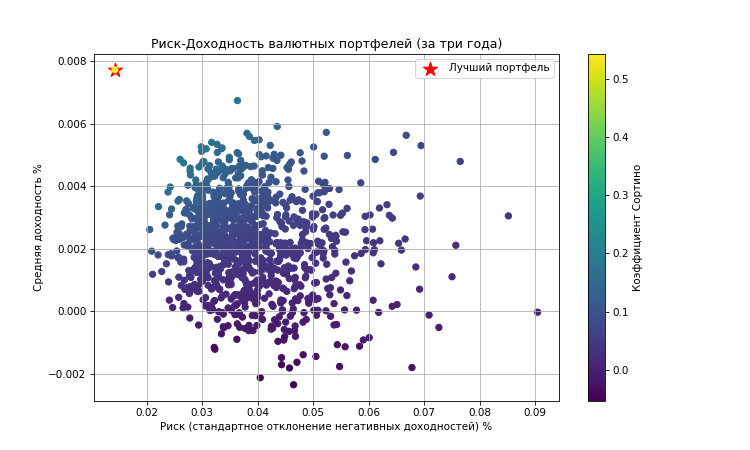 Риск-Доходность валютных портфелей (за три года)
Лучший портфель
0.008
0.006
0.004
0.002
0.000
−0.002
Средняя доходность %
0.02 0.03 0.04 0.05 0.06 0.07 0.08 0.09
Риск (стандартное отклонение негативных доходностей) %
0.5
0.4
0.3
0.2
0.1
0.0
Коэффициент Сортино